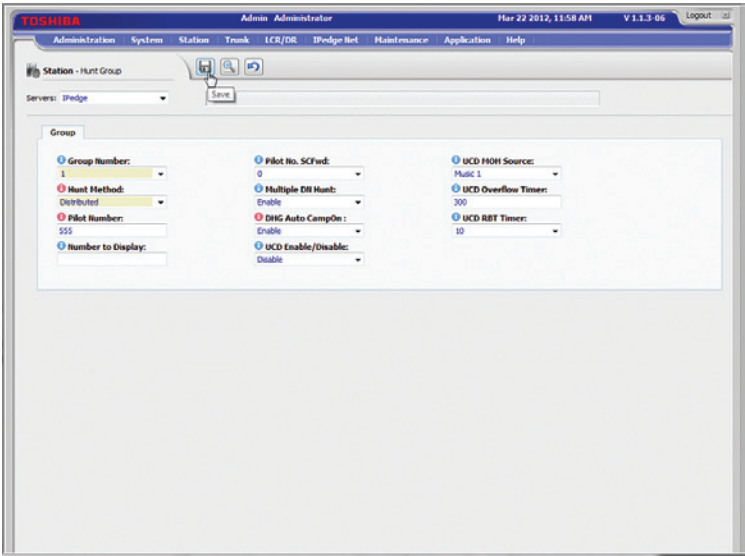 TOSHIBA Admin Administrator Mar 22 2012, 11:58 AM V 1.1.3-06 Logout
Administration System Station Trunk LCR/DR IPedge Net Maintenance Application Help
Station - Hunt Group
Save
Servers: IPedge
Group
Group Number: Pilot No. SCFwd: UCD MOH Source:
1 0 Music 1
Hunt Method: Multiple DN Hunt: UCD Overflow Timer:
Distributed Enable 300
Pilot Number: DHG Auto CampOn : UCD RBT Timer:
555 Enable 10
Number to Display: UCD Enable/Disable:
Disable